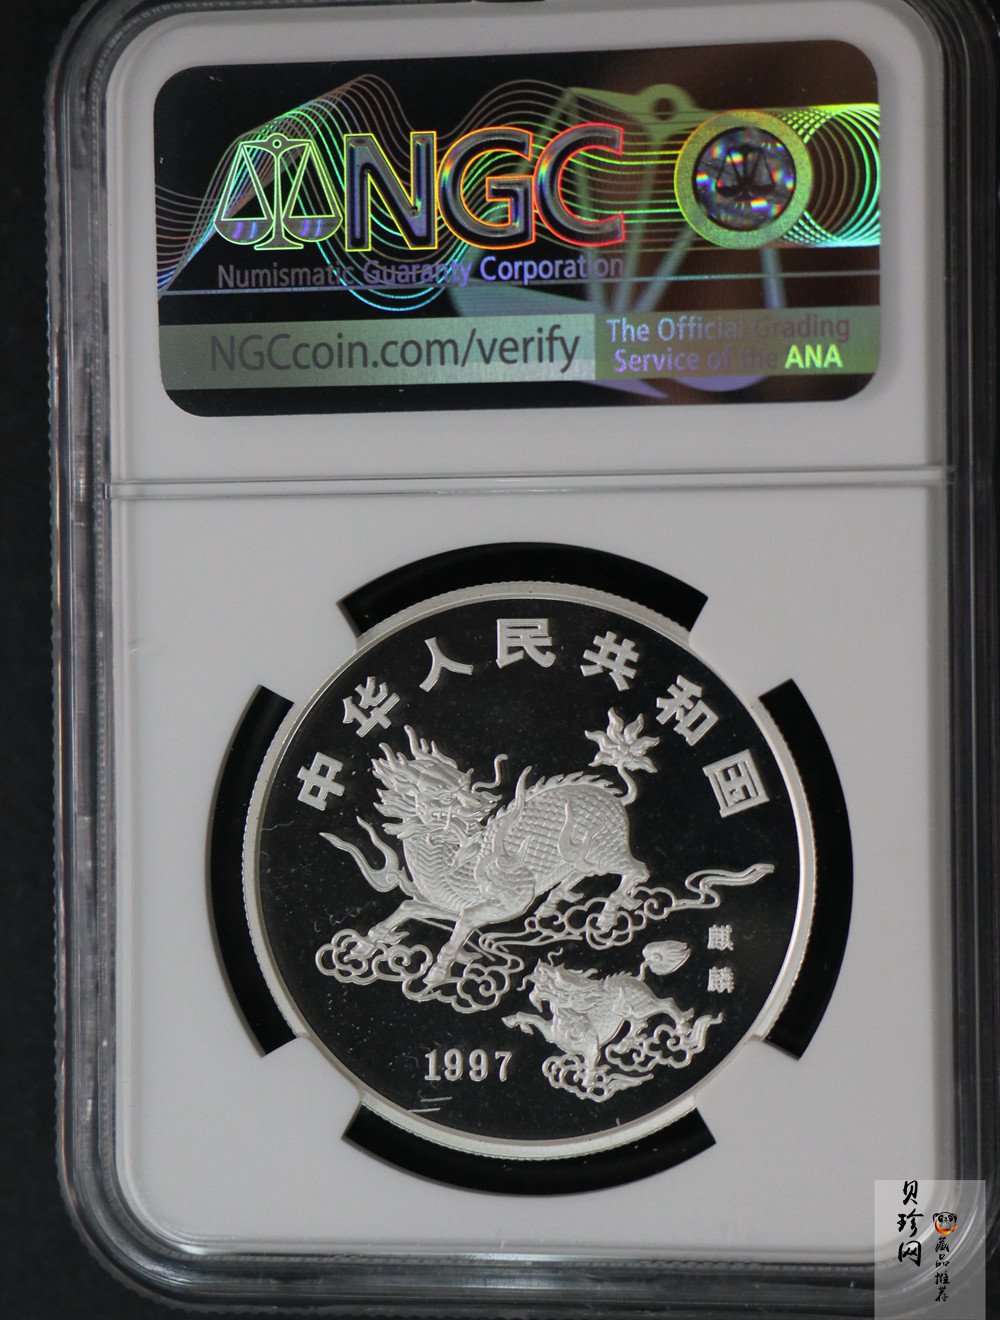 NGC
Numismatic Guaranty Corporation
NGCcoin.com/verify
The Official Grading
Service of the ANA
中华人民共和国
麒麟
1997
贝珍网
藏品推荐